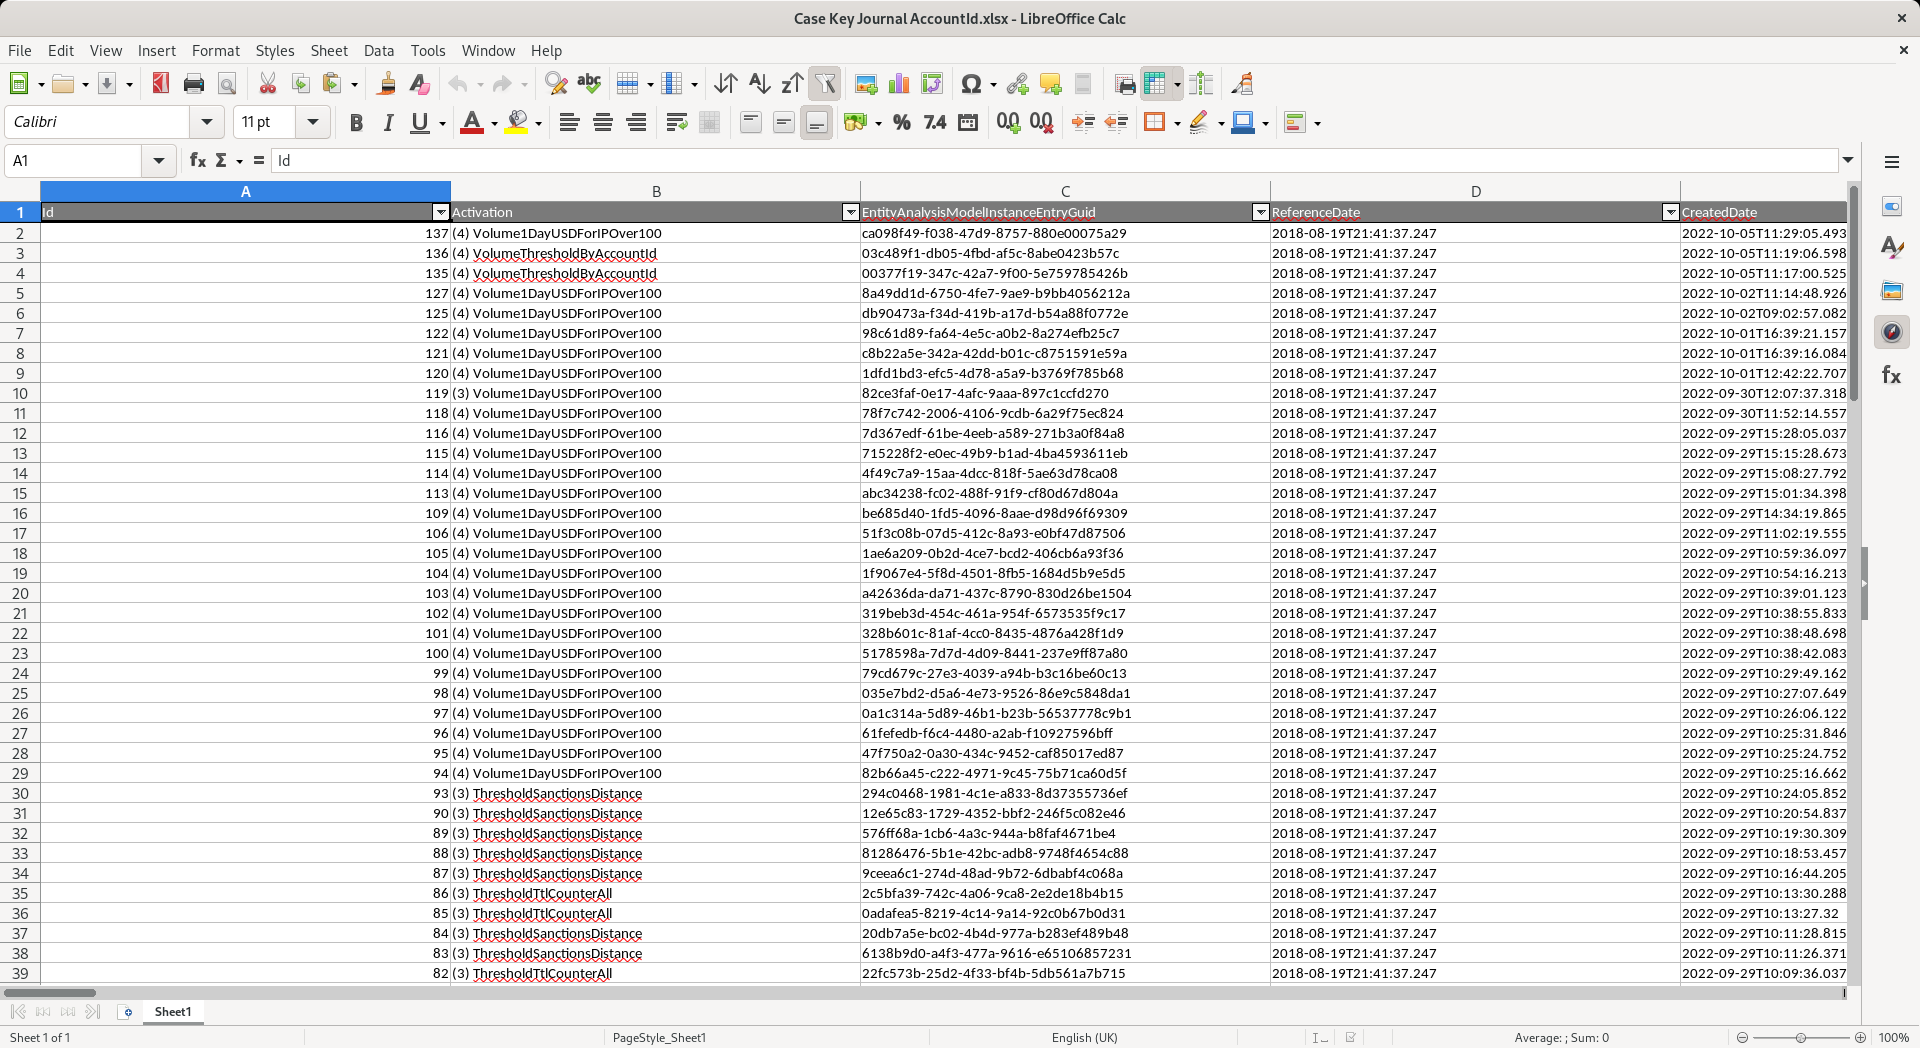 Case Key Journal AccountId.xlsx - LibreOffice Calc
File Edit View Insert Format Styles Sheet Data Tools Window Help
Calibri 11 pt B I U A % 7.4 0.0 0.0
A1 fx Σ = Id
A B C D
1 Id Activation EntityAnalysisModelInstanceEntryGuid ReferenceDate CreatedDate
2 137 (4) Volume1DayUSDForIPOver100 ca098f49-f038-47d9-8757-880e00075a29 2018-08-19T21:41:37.247 2022-10-05T11:29:05.493
3 136 (4) VolumeThresholdByAccountId 03c489f1-db05-4fbd-af5c-8abe0423b57c 2018-08-19T21:41:37.247 2022-10-05T11:19:06.598
4 135 (4) VolumeThresholdByAccountId 00377f19-347c-42a7-9f00-5e759785426b 2018-08-19T21:41:37.247 2022-10-05T11:17:00.525
5 127 (4) Volume1DayUSDForIPOver100 8a49dd1d-6750-4fe7-9ae9-b9bb4056212a 2018-08-19T21:41:37.247 2022-10-02T11:14:48.926
6 125 (4) Volume1DayUSDForIPOver100 db90473a-f34d-419b-a17d-b54a88f0772e 2018-08-19T21:41:37.247 2022-10-02T09:02:57.082
7 122 (4) Volume1DayUSDForIPOver100 98c61d89-fa64-4e5c-a0b2-8a274efb25c7 2018-08-19T21:41:37.247 2022-10-01T16:39:21.157
8 121 (4) Volume1DayUSDForIPOver100 c8b22a5e-342a-42dd-b01c-c8751591e59a 2018-08-19T21:41:37.247 2022-10-01T16:39:16.084
9 120 (4) Volume1DayUSDForIPOver100 1dfd1bd3-efc5-4d78-a5a9-b3769f785b68 2018-08-19T21:41:37.247 2022-10-01T12:42:22.707
10 119 (3) Volume1DayUSDForIPOver100 82ce3faf-0e17-4afc-9aaa-897c1ccfd270 2018-08-19T21:41:37.247 2022-09-30T12:07:37.318
11 118 (4) Volume1DayUSDForIPOver100 78f7c742-2006-4106-9cdb-6a29f75ec824 2018-08-19T21:41:37.247 2022-09-30T11:52:14.557
12 116 (4) Volume1DayUSDForIPOver100 7d367edf-61be-4eeb-a589-271b3a0f84a8 2018-08-19T21:41:37.247 2022-09-29T15:28:05.037
13 115 (4) Volume1DayUSDForIPOver100 715228f2-e0ec-49b9-b1ad-4ba4593611eb 2018-08-19T21:41:37.247 2022-09-29T15:15:28.673
14 114 (4) Volume1DayUSDForIPOver100 4f49c7a9-15aa-4dcc-818f-5ae63d78ca08 2018-08-19T21:41:37.247 2022-09-29T15:08:27.792
15 113 (4) Volume1DayUSDForIPOver100 abc34238-fc02-488f-91f9-cf80d67d804a 2018-08-19T21:41:37.247 2022-09-29T15:01:34.398
16 109 (4) Volume1DayUSDForIPOver100 be685d40-1fd5-4096-8aae-d98d96f69309 2018-08-19T21:41:37.247 2022-09-29T14:34:19.865
17 106 (4) Volume1DayUSDForIPOver100 51f3c08b-07d5-412c-8a93-e0bf47d87506 2018-08-19T21:41:37.247 2022-09-29T11:02:19.555
18 105 (4) Volume1DayUSDForIPOver100 1ae6a209-0b2d-4ce7-bcd2-406cb6a93f36 2018-08-19T21:41:37.247 2022-09-29T10:59:36.097
19 104 (4) Volume1DayUSDForIPOver100 1f9067e4-5f8d-4501-8fb5-1684d5b9e5d5 2018-08-19T21:41:37.247 2022-09-29T10:54:16.213
20 103 (4) Volume1DayUSDForIPOver100 a42636da-da71-437c-8790-830d26be1504 2018-08-19T21:41:37.247 2022-09-29T10:39:01.123
21 102 (4) Volume1DayUSDForIPOver100 319beb3d-454c-461a-954f-6573535f9c17 2018-08-19T21:41:37.247 2022-09-29T10:38:55.833
22 101 (4) Volume1DayUSDForIPOver100 328b601c-81af-4cc0-8435-4876a428f1d9 2018-08-19T21:41:37.247 2022-09-29T10:38:48.698
23 100 (4) Volume1DayUSDForIPOver100 5178598a-7d7d-4d09-8441-237e9ff87a80 2018-08-19T21:41:37.247 2022-09-29T10:38:42.083
24 99 (4) Volume1DayUSDForIPOver100 79cd679c-27e3-4039-a94b-b3c16be60c13 2018-08-19T21:41:37.247 2022-09-29T10:29:49.162
25 98 (4) Volume1DayUSDForIPOver100 035e7bd2-d5a6-4e73-9526-86e9c5848da1 2018-08-19T21:41:37.247 2022-09-29T10:27:07.649
26 97 (4) Volume1DayUSDForIPOver100 0a1c314a-5d89-46b1-b23b-56537778c9b1 2018-08-19T21:41:37.247 2022-09-29T10:26:06.122
27 96 (4) Volume1DayUSDForIPOver100 61fefedb-f6c4-4480-a2ab-f10927596bff 2018-08-19T21:41:37.247 2022-09-29T10:25:31.846
28 95 (4) Volume1DayUSDForIPOver100 47f750a2-0a30-434c-9452-caf85017ed87 2018-08-19T21:41:37.247 2022-09-29T10:25:24.752
29 94 (4) Volume1DayUSDForIPOver100 82b66a45-c222-4971-9c45-75b71ca60d5f 2018-08-19T21:41:37.247 2022-09-29T10:25:16.662
30 93 (3) ThresholdSanctionsDistance 294c0468-1981-4c1e-a833-8d37355736ef 2018-08-19T21:41:37.247 2022-09-29T10:24:05.852
31 90 (3) ThresholdSanctionsDistance 12e65c83-1729-4352-bbf2-246f5c082e46 2018-08-19T21:41:37.247 2022-09-29T10:20:54.837
32 89 (3) ThresholdSanctionsDistance 576ff68a-1cb6-4a3c-944a-b8faf4671be4 2018-08-19T21:41:37.247 2022-09-29T10:19:30.309
33 88 (3) ThresholdSanctionsDistance 81286476-5b1e-42bc-adb8-9748f4654c88 2018-08-19T21:41:37.247 2022-09-29T10:18:53.457
34 87 (3) ThresholdSanctionsDistance 9ceea6c1-274d-48ad-9b72-6dbabf4c068a 2018-08-19T21:41:37.247 2022-09-29T10:16:44.205
35 86 (3) ThresholdTtlCounterAll 2c5bfa39-742c-4a06-9ca8-2e2de18b4b15 2018-08-19T21:41:37.247 2022-09-29T10:13:30.288
36 85 (3) ThresholdTtlCounterAll 0adafea5-8219-4c14-9a14-92c0b67b0d31 2018-08-19T21:41:37.247 2022-09-29T10:13:27.32
37 84 (3) ThresholdSanctionsDistance 20db7a5e-bc02-4b4d-977a-b283ef489b48 2018-08-19T21:41:37.247 2022-09-29T10:11:28.815
38 83 (3) ThresholdSanctionsDistance 6138b9d0-a4f3-477a-9616-e65106857231 2018-08-19T21:41:37.247 2022-09-29T10:11:26.371
39 82 (3) ThresholdTtlCounterAll 22fc573b-25d2-4f33-bf4b-5db561a7b715 2018-08-19T21:41:37.247 2022-09-29T10:09:36.037
Sheet1
Sheet 1 of 1 PageStyle_Sheet1 English (UK) Average: ; Sum: 0 100%